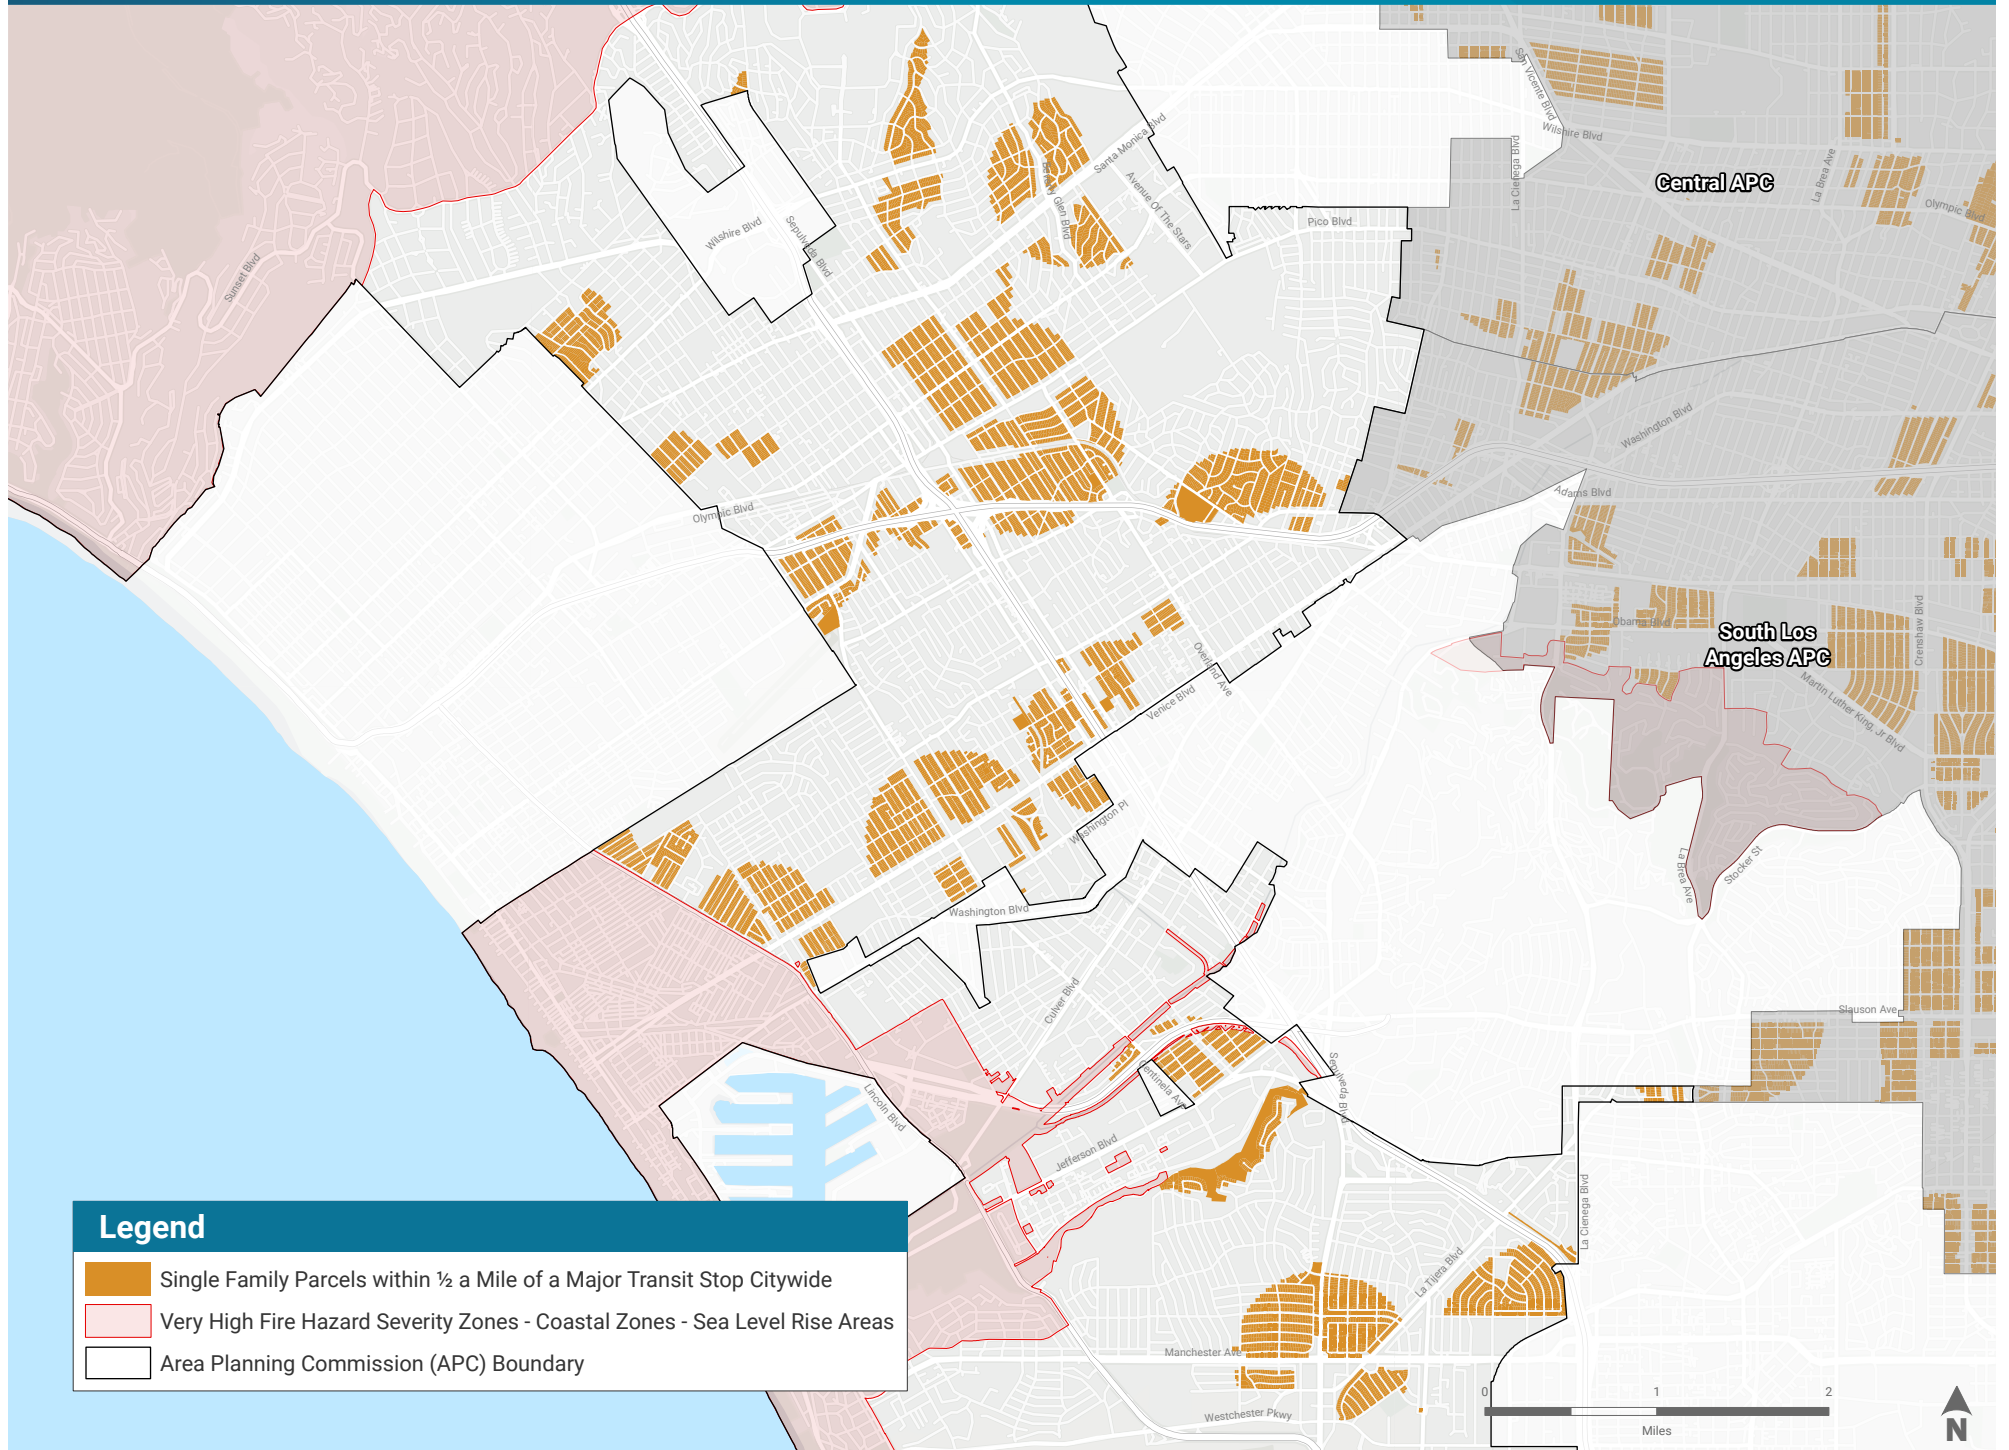 San Vicente Blvd
Wilshire Blvd
La Cienega Blvd
Central APC
La Brea Ave
Olympic Blvd
Santa Monica Blvd
Beverly Glen Blvd
Avenue Of The Stars
Pico Blvd
Wilshire Blvd
Sepulveda Blvd
Sunset Blvd
Washington Blvd
Adams Blvd
Olympic Blvd
Obama Blvd
South Los
Angeles APC
Crenshaw Blvd
Martin Luther King, Jr Blvd
Overland Ave
Venice Blvd
Washington Pl
La Brea Ave
Stocker St
Washington Blvd
Culver Blvd
Slauson Ave
Centinela Ave
Sepulveda Blvd
Lincoln Blvd
Jefferson Blvd
La Cienega Blvd
La Tijera Blvd
Manchester Ave
Westchester Pkwy
Legend
Single Family Parcels within ½ a Mile of a Major Transit Stop Citywide
Very High Fire Hazard Severity Zones - Coastal Zones - Sea Level Rise Areas
Area Planning Commission (APC) Boundary
0 1 2
Miles
N